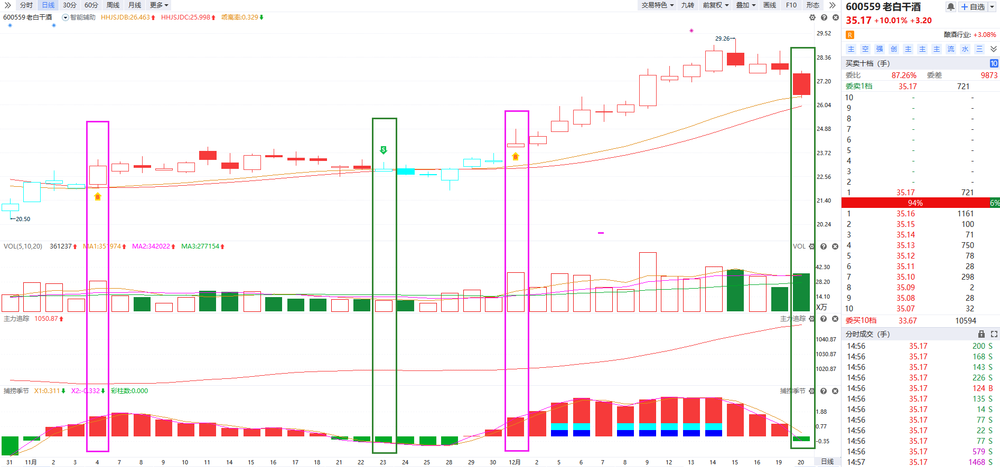 分时 日线 30分 60分 周线 月线 更多 交易特色 九转 前复权 叠加 画线 F10 形态
600559 老白干酒 智能辅助 HHJSJDB:26.463 HHJSJDC:25.998 乖离率:0.329
29.52
29.26
28.36
27.20
26.04
24.88
23.72
22.56
21.40
20.24
20.50
S
B
B
VOL(5,10,20) 361237 MA1:351974 MA2:342022 MA3:277154 VOL
42.30
28.20
14.10
X万
主力追踪 1050.87 主力追踪
1040.87
1030.87
1020.87
捕捞季节 X1:0.311 X2:-0.332 彩柱数:0.000 捕捞季节
1.88
0.77
-0.35
31 11月 2 3 4 7 8 9 10 11 14 15 16 17 18 21 22 23 24 25 28 29 30 12月 2 5 6 7 8 9 12 13 14 15 16 19 20 日线
600559 老白干酒 自选
35.17 +10.01% +3.20
R 酿酒行业: +3.08%
主 空 强 创 主 主 主 流 水 三
买卖十档 (手) 10
委比 87.26% 委差 9873
委卖1档 35.17 721
10 - -
9 - -
8 - -
7 - -
6 - -
5 - -
4 - -
3 - -
2 - -
1 35.17 721
94% 6%
1 35.16 1161
2 35.15 100
3 35.14 71
4 35.13 750
5 35.12 78
6 35.11 28
7 35.10 298
8 35.09 2
9 35.08 28
10 35.07 32
委买10档 33.67 10594
分时成交 (手)
14:56 35.17 200 S
14:56 35.17 168 S
14:56 35.17 143 S
14:56 35.17 226 S
14:56 35.17 124 B
14:56 35.17 135 S
14:56 35.17 14 S
14:56 35.17 77 S
14:56 35.17 22 S
14:56 35.17 77 S
14:56 35.17 579 S
14:57 35.17 1468 S